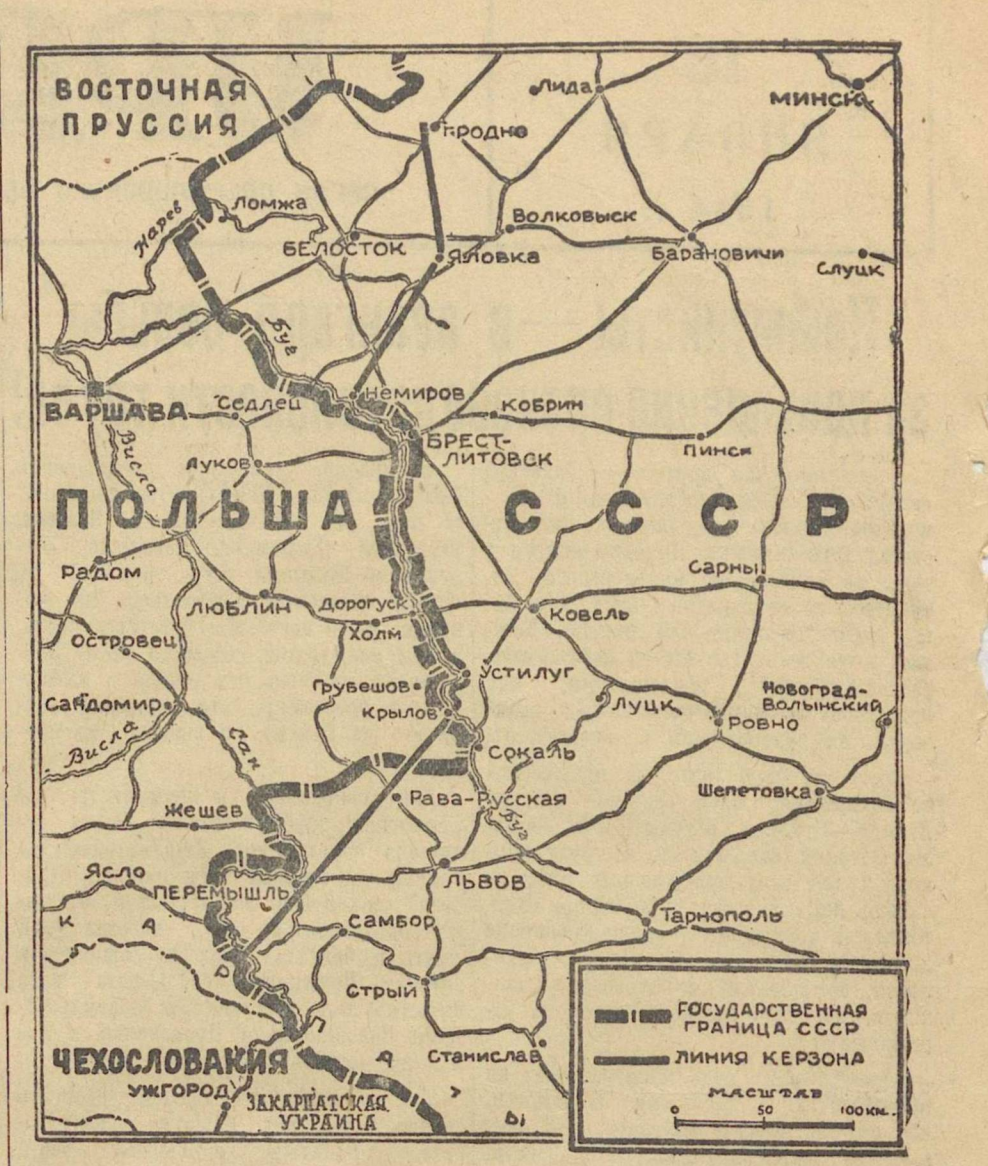 ВОСТОЧНАЯ
ПРУССИЯ
Лида
МИНСК
Гродно
Нарев
Ломжа
Волковыск
БЕЛОСТОК
Яловка
Барановичи
Слуцк
Буг
Немиров
ВАРШАВА
Седлец
Кобрин
БРЕСТ-
ЛИТОВСК
Пинск
Висла
Луков
ПОЛЬША
СССР
Радом
Сарны
ЛЮБЛИН
Дорогуск
Холм
Ковель
Островец
Устилуг
Грубешов
Луцк
Новоград-
Волынский
Сандомир
Крылов
Ровно
Висла
Сан
Сокаль
Шепетовка
Рава-Русская
Буг
Жешев
Ясло
ПЕРЕМЫШЛЬ
ЛЬВОВ
К А Р П А Т Ы
Самбор
Тарнополь
Стрый
Станислав
ЧЕХОСЛОВАКИЯ
УЖГОРОД
ЗАКАРПАТСКАЯ
УКРАИНА
ГОСУДАРСТВЕННАЯ
ГРАНИЦА СССР
ЛИНИЯ КЕРЗОНА
МАСШТАБ
0 50 100 КМ.